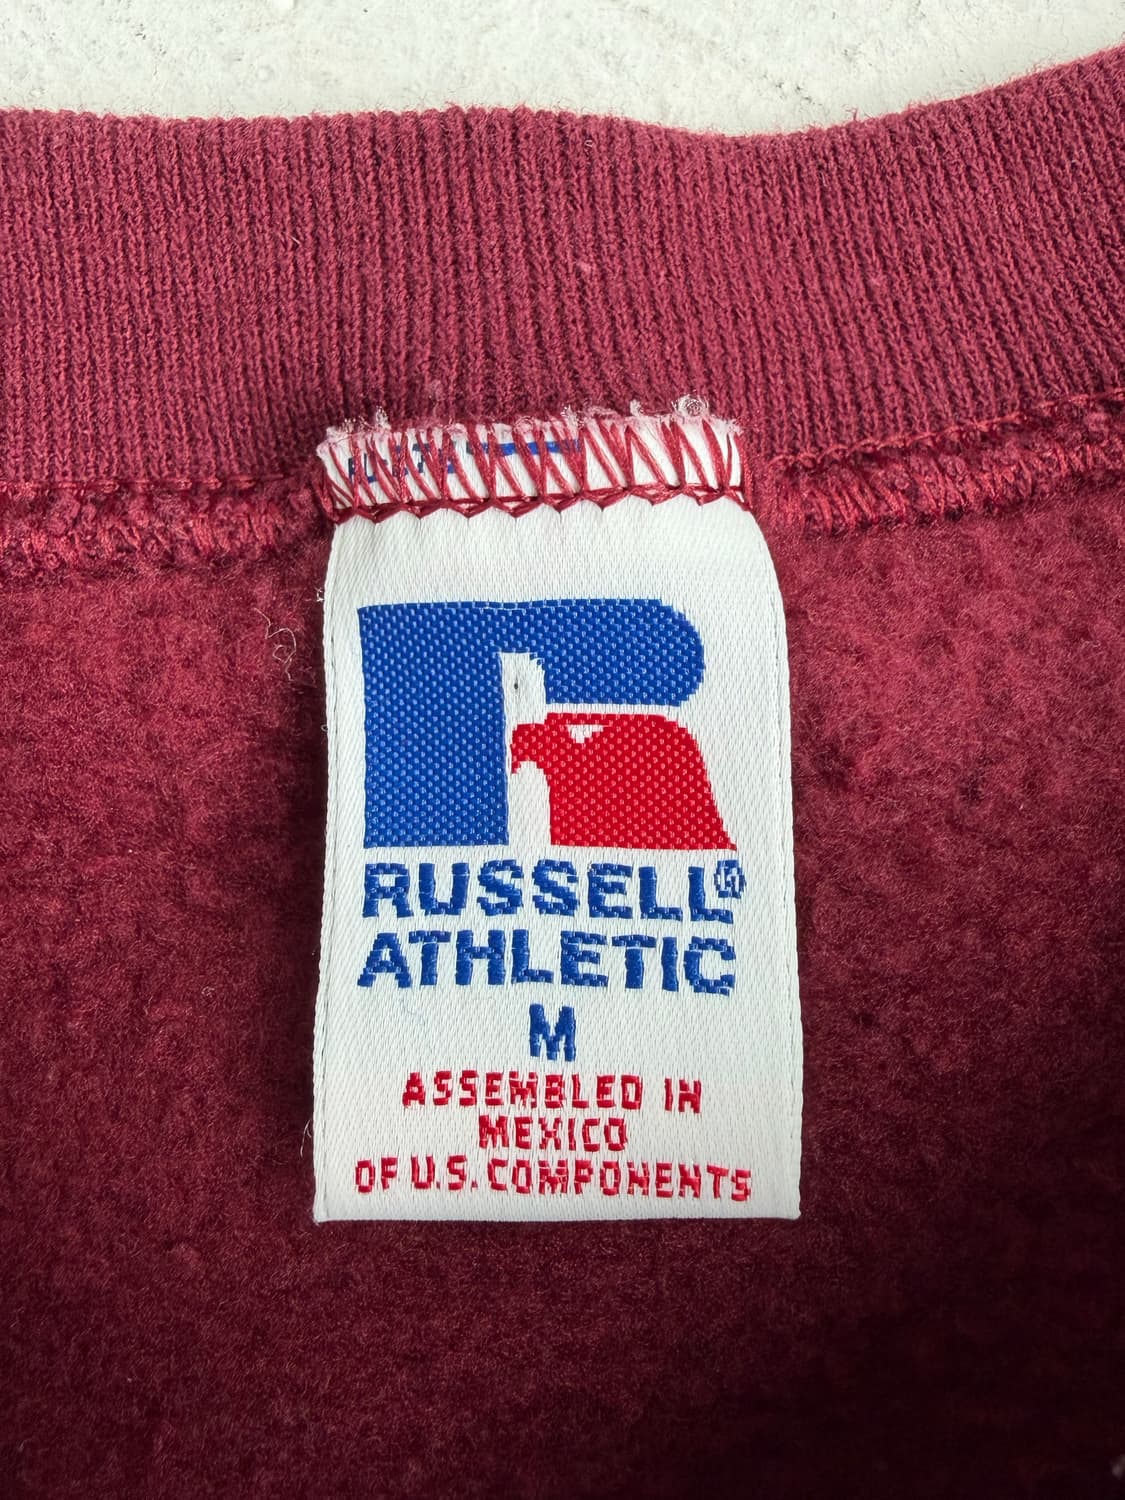 RUSSELL®
ATHLETIC
M
ASSEMBLED IN
MEXICO
OF U.S. COMPONENTS